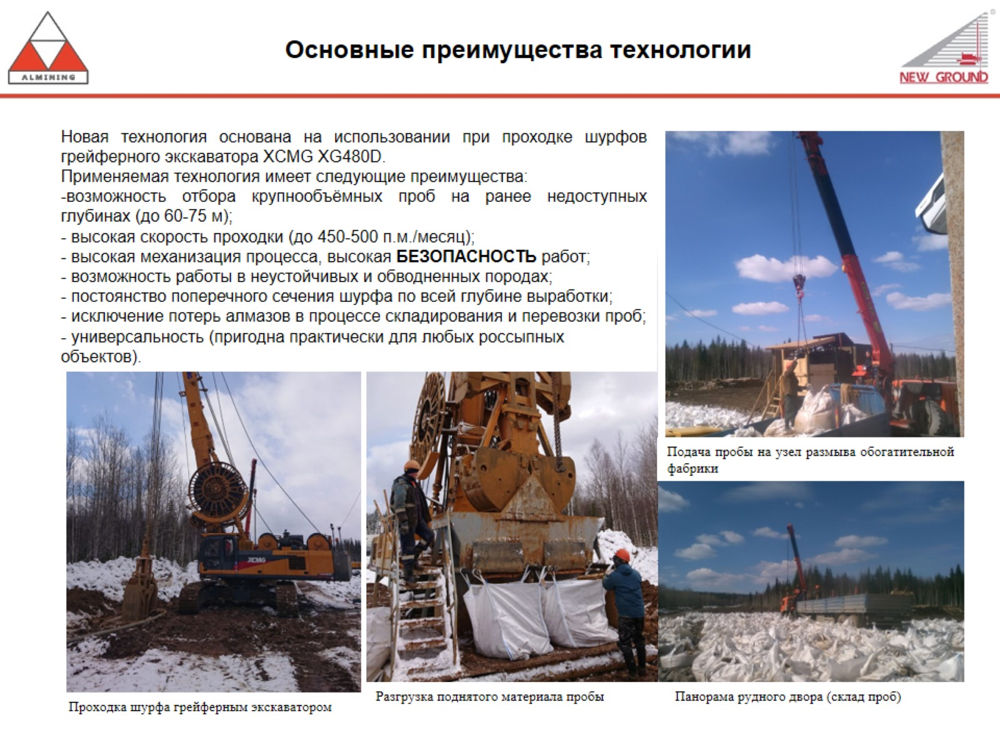 ALMINING
Основные преимущества технологии
NEW GROUND
Новая технология основана на использовании при проходке шурфов
грейферного экскаватора XCMG XG480D.
Применяемая технология имеет следующие преимущества:
-возможность отбора крупнообъёмных проб на ранее недоступных
глубинах (до 60-75 м);
- высокая скорость проходки (до 450-500 п.м./месяц);
- высокая механизация процесса, высокая БЕЗОПАСНОСТЬ работ;
- возможность работы в неустойчивых и обводненных породах;
- постоянство поперечного сечения шурфа по всей глубине выработки;
- исключение потерь алмазов в процессе складирования и перевозки проб;
- универсальность (пригодна практически для любых россыпных
объектов).
Подача пробы на узел размыва обогатительной
фабрики
XCMG
Проходка шурфа грейферным экскаватором
Разгрузка поднятого материала пробы
Панорама рудного двора (склад проб)